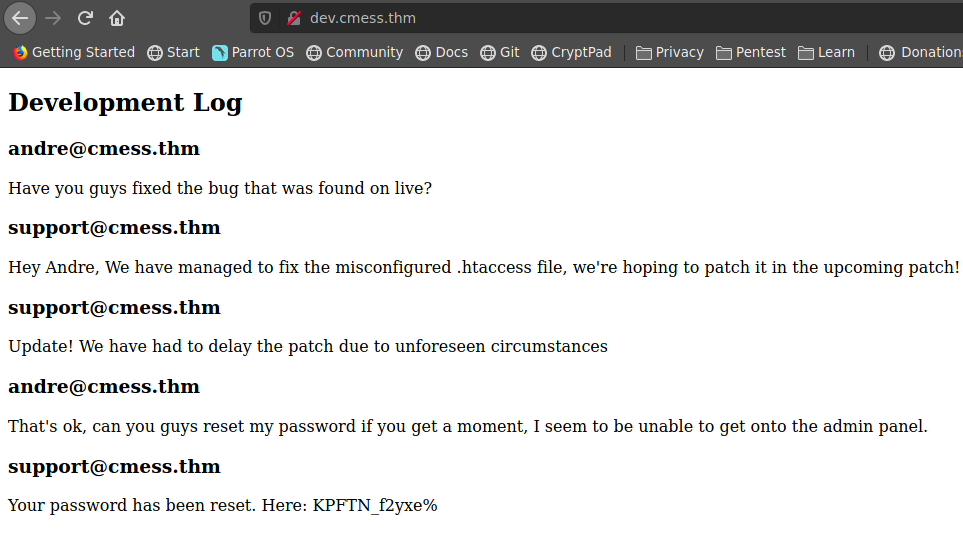 dev.cmess.thm
Getting Started Start Parrot OS Community Docs Git CryptPad Privacy Pentest Learn Donation
Development Log
andre@cmess.thm
Have you guys fixed the bug that was found on live?
support@cmess.thm
Hey Andre, We have managed to fix the misconfigured .htaccess file, we're hoping to patch it in the upcoming patch!
support@cmess.thm
Update! We have had to delay the patch due to unforeseen circumstances
andre@cmess.thm
That's ok, can you guys reset my password if you get a moment, I seem to be unable to get onto the admin panel.
support@cmess.thm
Your password has been reset. Here: KPFTN_f2yxe%